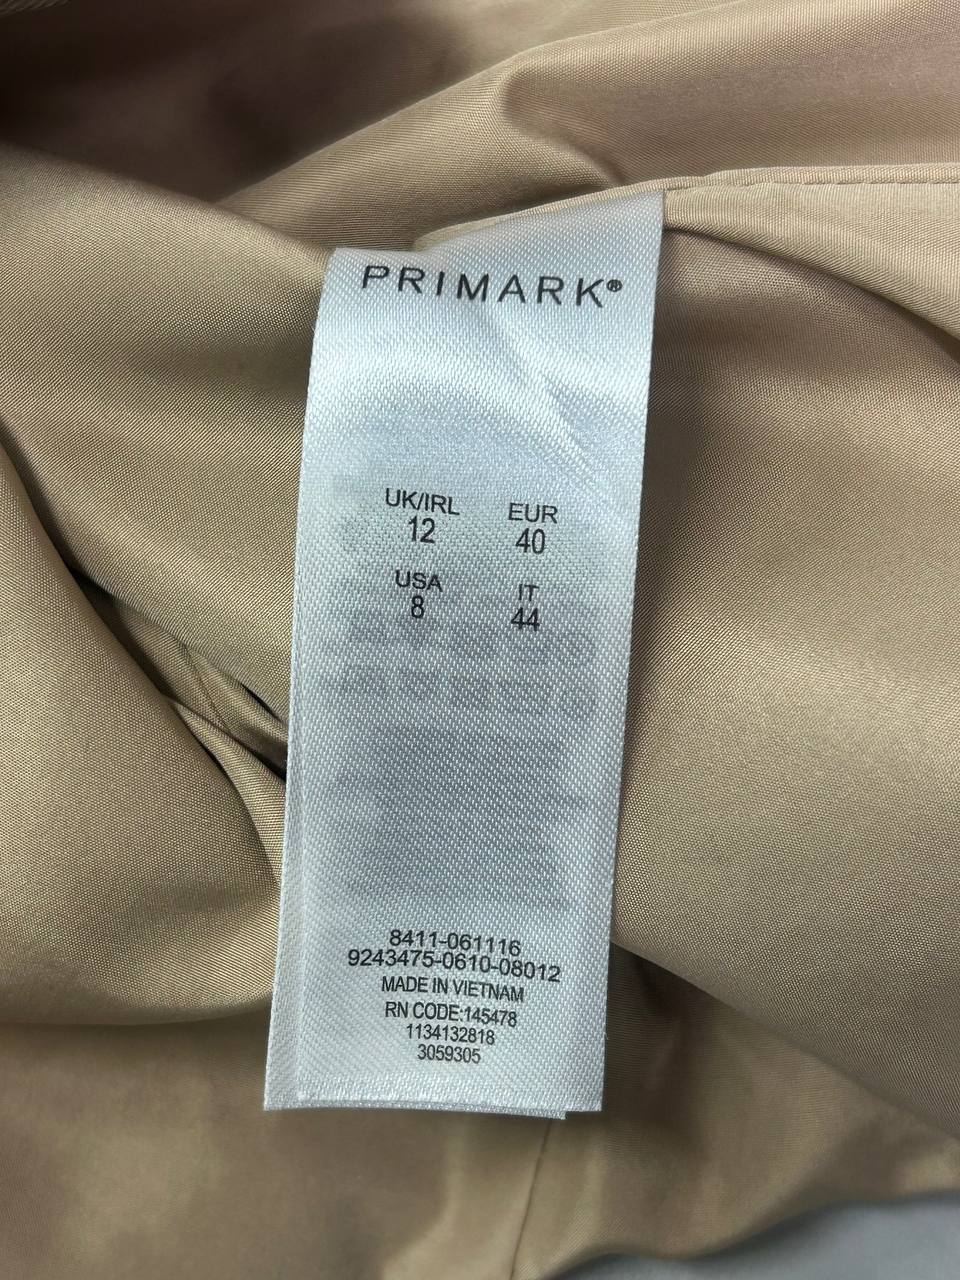 PRIMARK®
UK/IRL EUR
12 40
USA IT
8 44
8411-061116
9243475-0610-08012
MADE IN VIETNAM
RN CODE:145478
1134132818
3059305